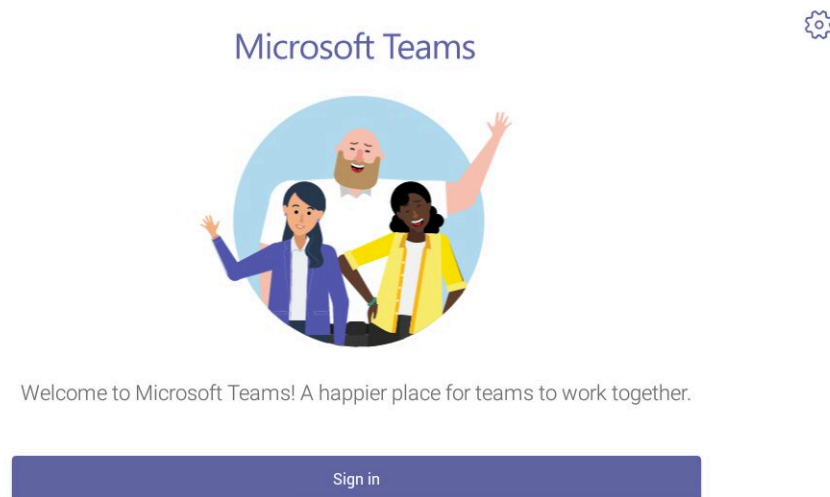 Microsoft Teams
Welcome to Microsoft Teams! A happier place for teams to work together.
Sign in